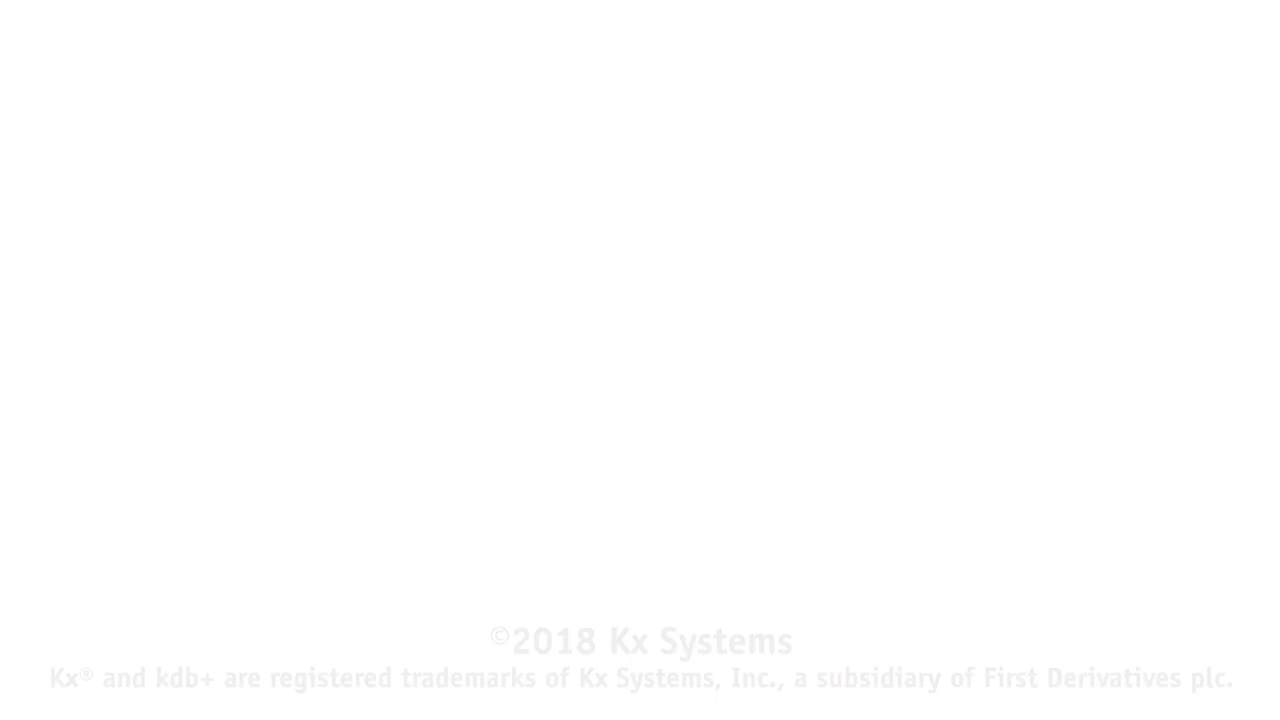 ©2018 Kx Systems
Kx® and kdb+ are registered trademarks of Kx Systems, Inc., a subsidiary of First Derivatives plc.